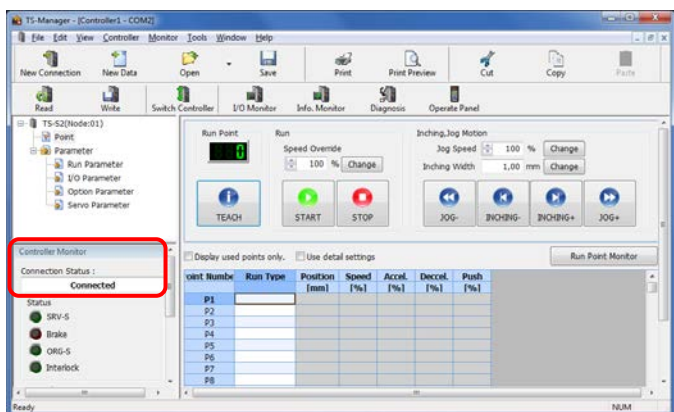 TS-Manager - [Controller1 - COM2]
File Edit View Controller Monitor Tools Window Help
New Connection New Data Open Save Print Print Preview Cut Copy Paste
Read Write Switch Controller I/O Monitor Info. Monitor Diagnosis Operate Panel
TS-S2(Node:01)
Point
Parameter
Run Parameter
I/O Parameter
Option Parameter
Servo Parameter
Run Point
0
Run
Speed Override
100 % Change
Inching,Jog Motion
Jog Speed 100 % Change
Inching Width 1.00 mm Change
TEACH START STOP JOG- INCHING- INCHING+ JOG+
Controller Monitor
Connection Status :
Connected
Status
SRV-S
Brake
ORG-S
Interlock
Display used points only. Use detail settings Run Point Monitor
oint Numbe Run Type Position Speed Accel. Deccel. Push
[mm] [%] [%] [%] [%]
P1
P2
P3
P4
P5
P6
P7
P8
Ready NUM